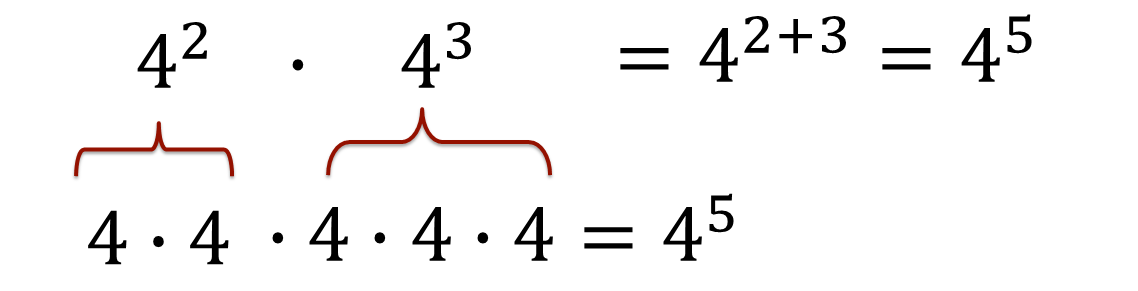 4² · 4³ = 4²⁺³ = 4⁵
4 · 4 · 4 · 4 · 4 = 4⁵